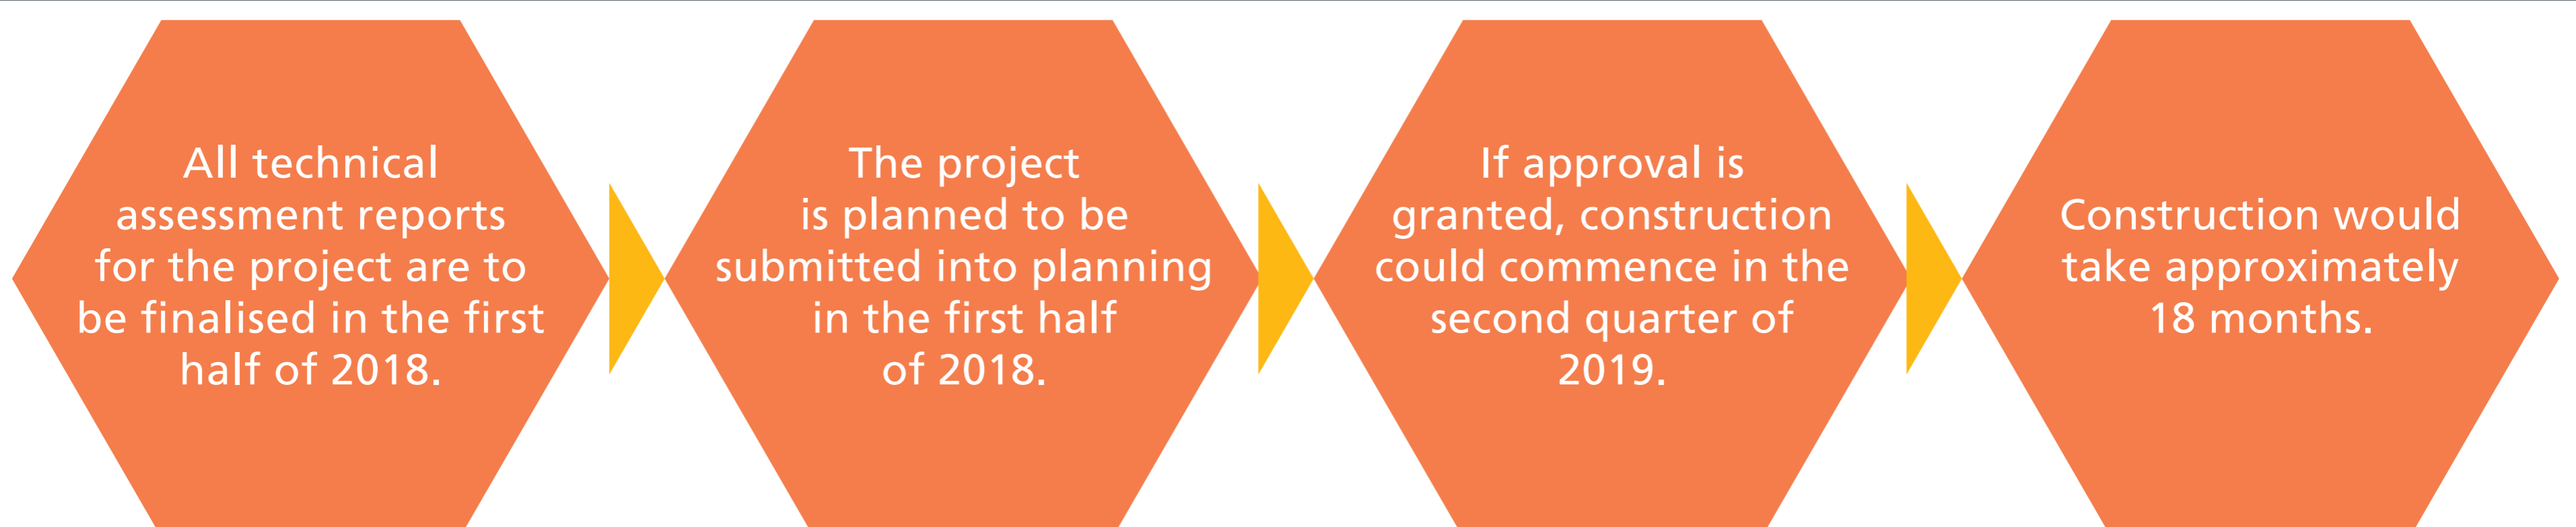 All technical
assessment reports
for the project are to
be finalised in the first
half of 2018.
The project
is planned to be
submitted into planning
in the first half
of 2018.
If approval is
granted, construction
could commence in the
second quarter of
2019.
Construction would
take approximately
18 months.